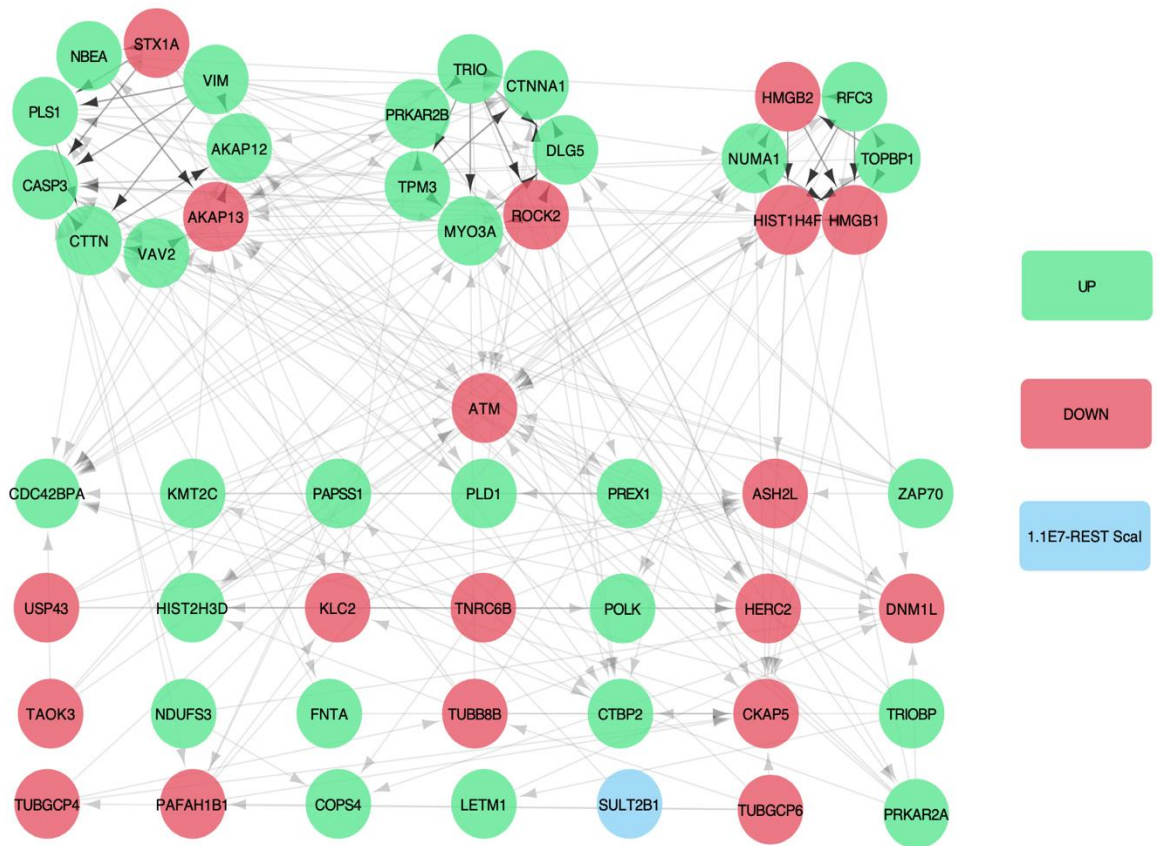 STX1A
NBEA
VIM
PLS1
AKAP12
CASP3
AKAP13
CTTN
VAV2
TRIO
CTNNA1
PRKAR2B
DLG5
TPM3
ROCK2
MYO3A
HMGB2
RFC3
NUMA1
TOPBP1
HIST1H4F
HMGB1
UP
DOWN
1.1E7-REST Scal
ATM
CDC42BPA
KMT2C
PAPSS1
PLD1
PREX1
ASH2L
ZAP70
USP43
HIST2H3D
KLC2
TNRC6B
POLK
HERC2
DNM1L
TAOK3
NDUFS3
FNTA
TUBB8B
CTBP2
CKAP5
TRIOBP
TUBGCP4
PAFAH1B1
COPS4
LETM1
SULT2B1
TUBGCP6
PRKAR2A